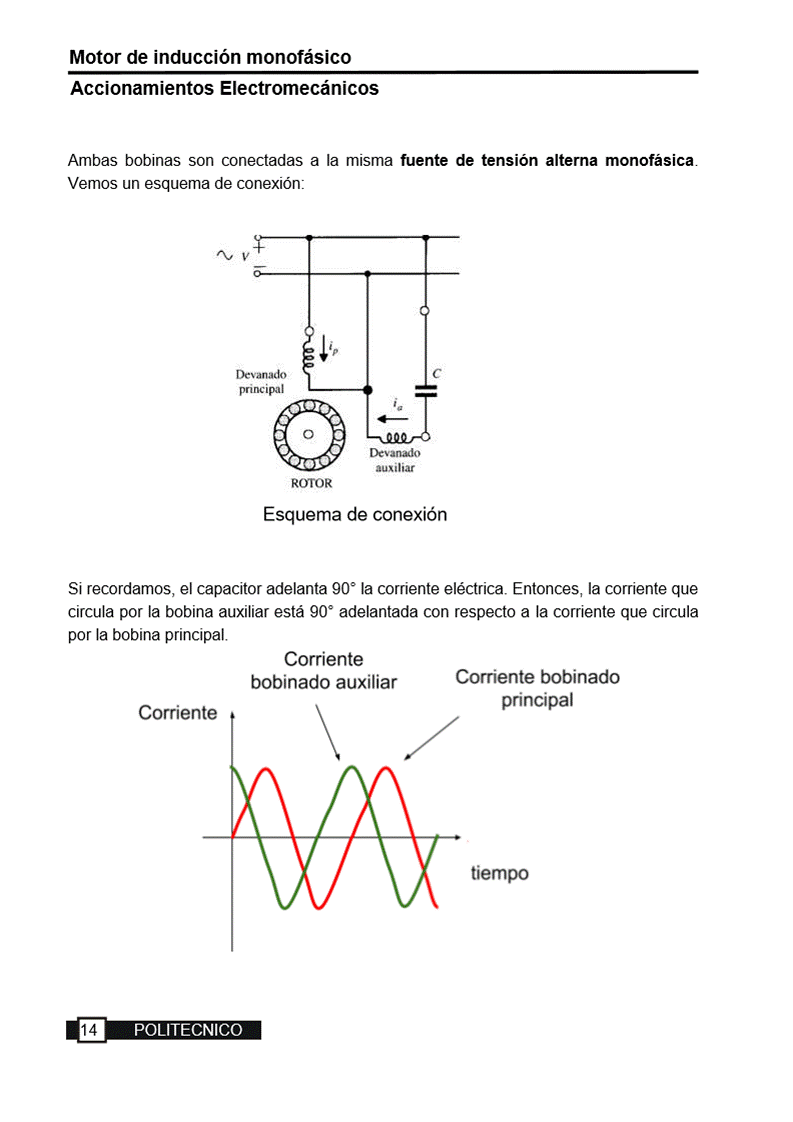 Motor de inducción monofásico
Accionamientos Electromecánicos
Ambas bobinas son conectadas a la misma fuente de tensión alterna monofásica.
Vemos un esquema de conexión:
∿ V +
−
i_p
Devanado
principal
C
i_a
Devanado
auxiliar
ROTOR
Esquema de conexión
Si recordamos, el capacitor adelanta 90° la corriente eléctrica. Entonces, la corriente que
circula por la bobina auxiliar está 90° adelantada con respecto a la corriente que circula
por la bobina principal.
Corriente
bobinado auxiliar
Corriente bobinado
principal
Corriente
tiempo
14 POLITECNICO